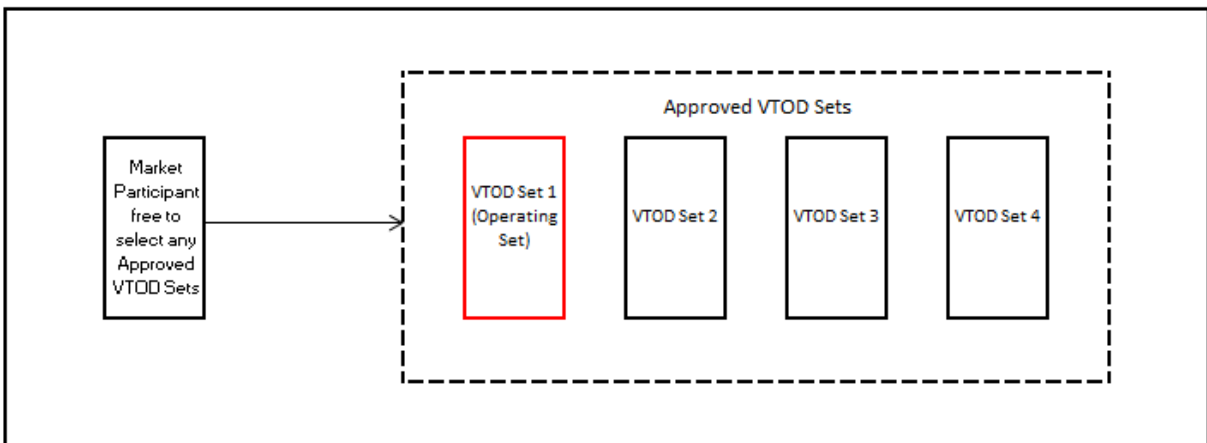 Approved VTOD Sets
Market
Participant
free to
select any
Approved
VTOD Sets
VTOD Set 1
(Operating
Set)
VTOD Set 2
VTOD Set 3
VTOD Set 4